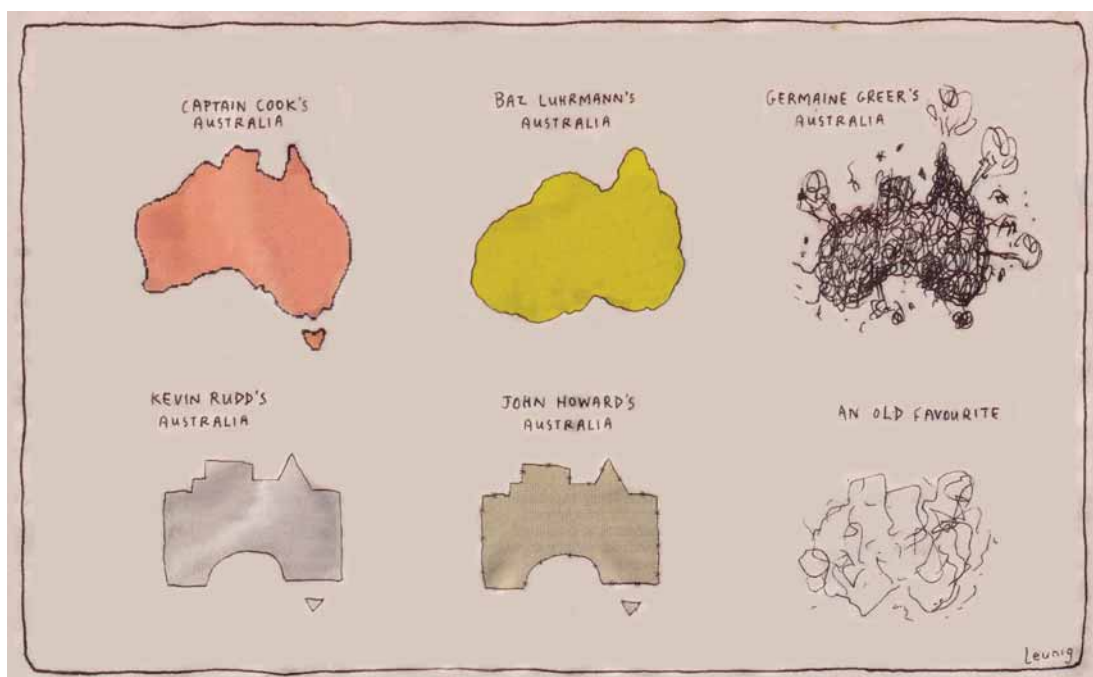 CAPTAIN COOK'S
AUSTRALIA
BAZ LUHRMANN'S
AUSTRALIA
GERMAINE GREER'S
AUSTRALIA
KEVIN RUDD'S
AUSTRALIA
JOHN HOWARD'S
AUSTRALIA
AN OLD FAVOURITE
Leunig